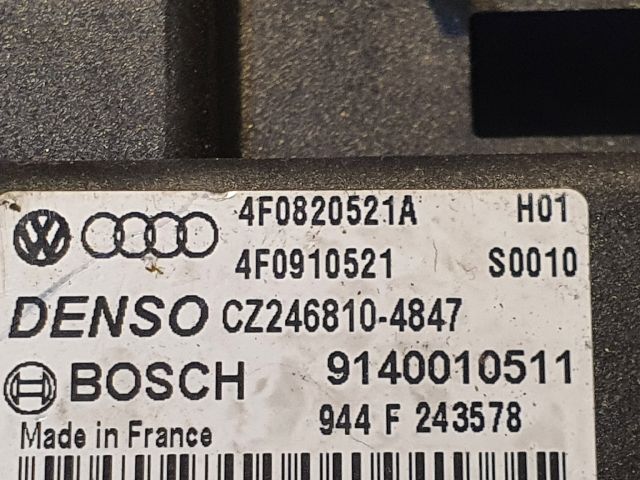 4F0820521A H01
4F0910521 S0010
DENSO CZ246810-4847
BOSCH 9140010511
944 F 243578
Made in France